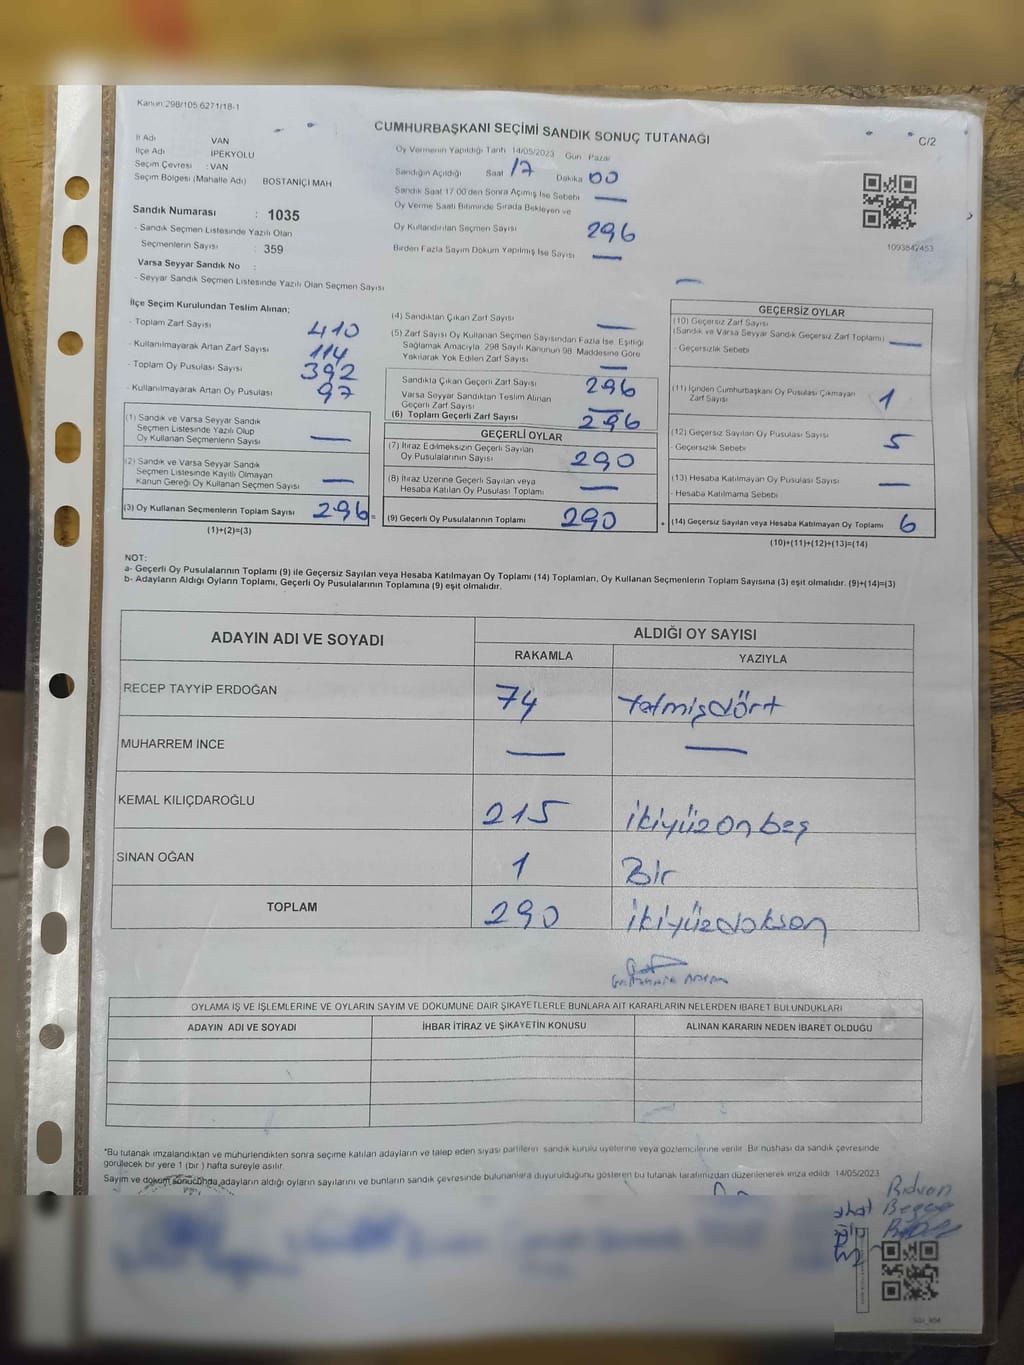 Kanun 298/105 6271/18-1
CUMHURBAŞKANI SEÇİMİ SANDIK SONUÇ TUTANAĞI
C/2
İl Adı VAN
İlçe Adı İPEKYOLU
Seçim Çevresi : VAN
Seçim Bölgesi (Mahalle Adı) BOSTANİÇİ MAH
Oy Vermenin Yapıldığı Tarih 14/05/2023 Gün Pazar
Sandığın Açıldığı Saat 17 Dakika 00
Sandık Saat 17.00'den Sonra Açılmış İse Sebebi —
Oy Verme Saati Bitiminde Sırada Bekleyen ve
Oy Kullandırılan Seçmen Sayısı 296
Birden Fazla Sayım Döküm Yapılmış İse Sayısı —
1093842453
Sandık Numarası : 1035
- Sandık Seçmen Listesinde Yazılı Olan
Seçmenlerin Sayısı : 359
Varsa Seyyar Sandık No :
- Seyyar Sandık Seçmen Listesinde Yazılı Olan Seçmen Sayısı
İlçe Seçim Kurulundan Teslim Alınan;
- Toplam Zarf Sayısı 410
- Kullanılmayarak Artan Zarf Sayısı 114
- Toplam Oy Pusulası Sayısı 392
- Kullanılmayarak Artan Oy Pusulası 97
(1) Sandık ve Varsa Seyyar Sandık
Seçmen Listesinde Yazılı Olup
Oy Kullanan Seçmenlerin Sayısı —
(2) Sandık ve Varsa Seyyar Sandık
Seçmen Listesinde Kayıtlı Olmayan
Kanun Gereği Oy Kullanan Seçmen Sayısı —
(3) Oy Kullanan Seçmenlerin Toplam Sayısı 296 =
(1)+(2)=(3)
(4) Sandıktan Çıkan Zarf Sayısı —
(5) Zarf Sayısı Oy Kullanan Seçmen Sayısından Fazla İse, Eşitliği
Sağlamak Amacıyla, 298 Sayılı Kanunun 98. Maddesine Göre
Yakılarak Yok Edilen Zarf Sayısı —
Sandıkta Çıkan Geçerli Zarf Sayısı 296
Varsa Seyyar Sandıktan Teslim Alınan
Geçerli Zarf Sayısı —
(6) Toplam Geçerli Zarf Sayısı 296
GEÇERLİ OYLAR
(7) İtiraz Edilmeksizin Geçerli Sayılan
Oy Pusulalarının Sayısı 290
(8) İtiraz Üzerine Geçerli Sayılan veya
Hesaba Katılan Oy Pusulası Toplamı —
(9) Geçerli Oy Pusulalarının Toplamı 290 +
GEÇERSİZ OYLAR
(10) Geçersiz Zarf Sayısı
(Sandık ve Varsa Seyyar Sandık Geçersiz Zarf Toplamı) —
- Geçersizlik Sebebi
(11) İçinden Cumhurbaşkanı Oy Pusulası Çıkmayan
Zarf Sayısı 1
(12) Geçersiz Sayılan Oy Pusulası Sayısı 5
- Geçersizlik Sebebi
(13) Hesaba Katılmayan Oy Pusulası Sayısı —
- Hesaba Katılmama Sebebi
(14) Geçersiz Sayılan veya Hesaba Katılmayan Oy Toplamı 6
(10)+(11)+(12)+(13)=(14)
NOT:
a- Geçerli Oy Pusulalarının Toplamı (9) ile Geçersiz Sayılan veya Hesaba Katılmayan Oy Toplamı (14) Toplamları, Oy Kullanan Seçmenlerin Toplam Sayısına (3) eşit olmalıdır. (9)+(14)=(3)
b- Adayların Aldığı Oyların Toplamı, Geçerli Oy Pusulalarının Toplamına (9) eşit olmalıdır.
ADAYIN ADI VE SOYADI
ALDIĞI OY SAYISI
RAKAMLA YAZIYLA
RECEP TAYYİP ERDOĞAN 74 Yetmişdört
MUHARREM İNCE — —
KEMAL KILIÇDAROĞLU 215 ikiyüzonbeş
SİNAN OĞAN 1 Bir
TOPLAM 290 ikiyüzdoksan
OYLAMA İŞ VE İŞLEMLERİNE VE OYLARIN SAYIM VE DÖKÜMÜNE DAİR ŞİKAYETLERLE BUNLARA AİT KARARLARIN NELERDEN İBARET BULUNDUKLARI
ADAYIN ADI VE SOYADI İHBAR İTİRAZ VE ŞİKAYETİN KONUSU ALINAN KARARIN NEDEN İBARET OLDUĞU
*Bu tutanak imzalandıktan ve mühürlendikten sonra seçime katılan adayların ve talep eden siyasi partilerin sandık kurulu üyelerine veya gözlemcilerine verilir. Bir nüshası da sandık çevresinde
görülecek bir yere 1 (bir ) hafta süreyle asılır.
Sayım ve döküm sonucunda adayların aldığı oyların sayılarını ve bunların sandık çevresinde bulunanlara duyurulduğunu gösteren bu tutanak tarafımızdan düzenlenerek imza edildi. 14/05/2023
Rıdvan